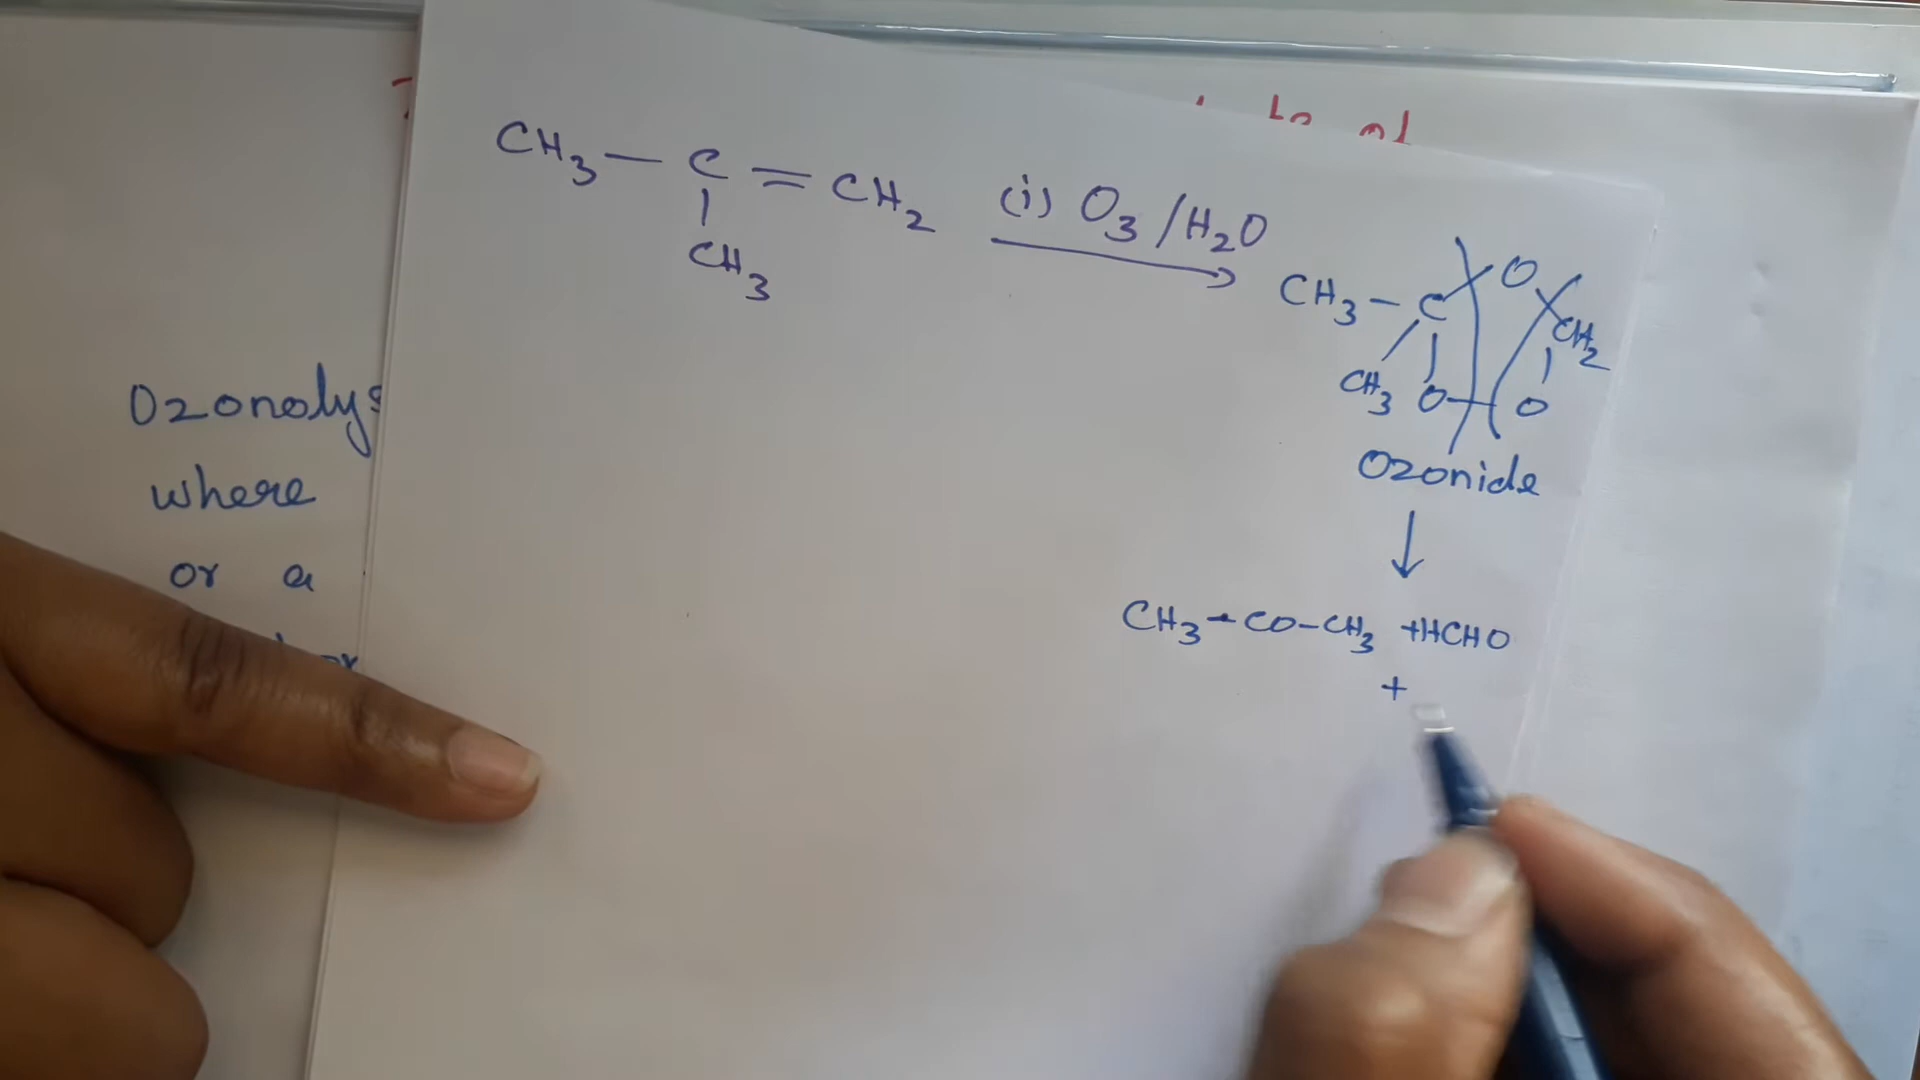 CH3 — C = CH2 (i) O3 / H2O
|
CH3
CH3 – C O CH2
CH3 O – O
Ozonide
↓
CH3 – CO – CH3 + HCHO
+
Ozonolys
where
or a